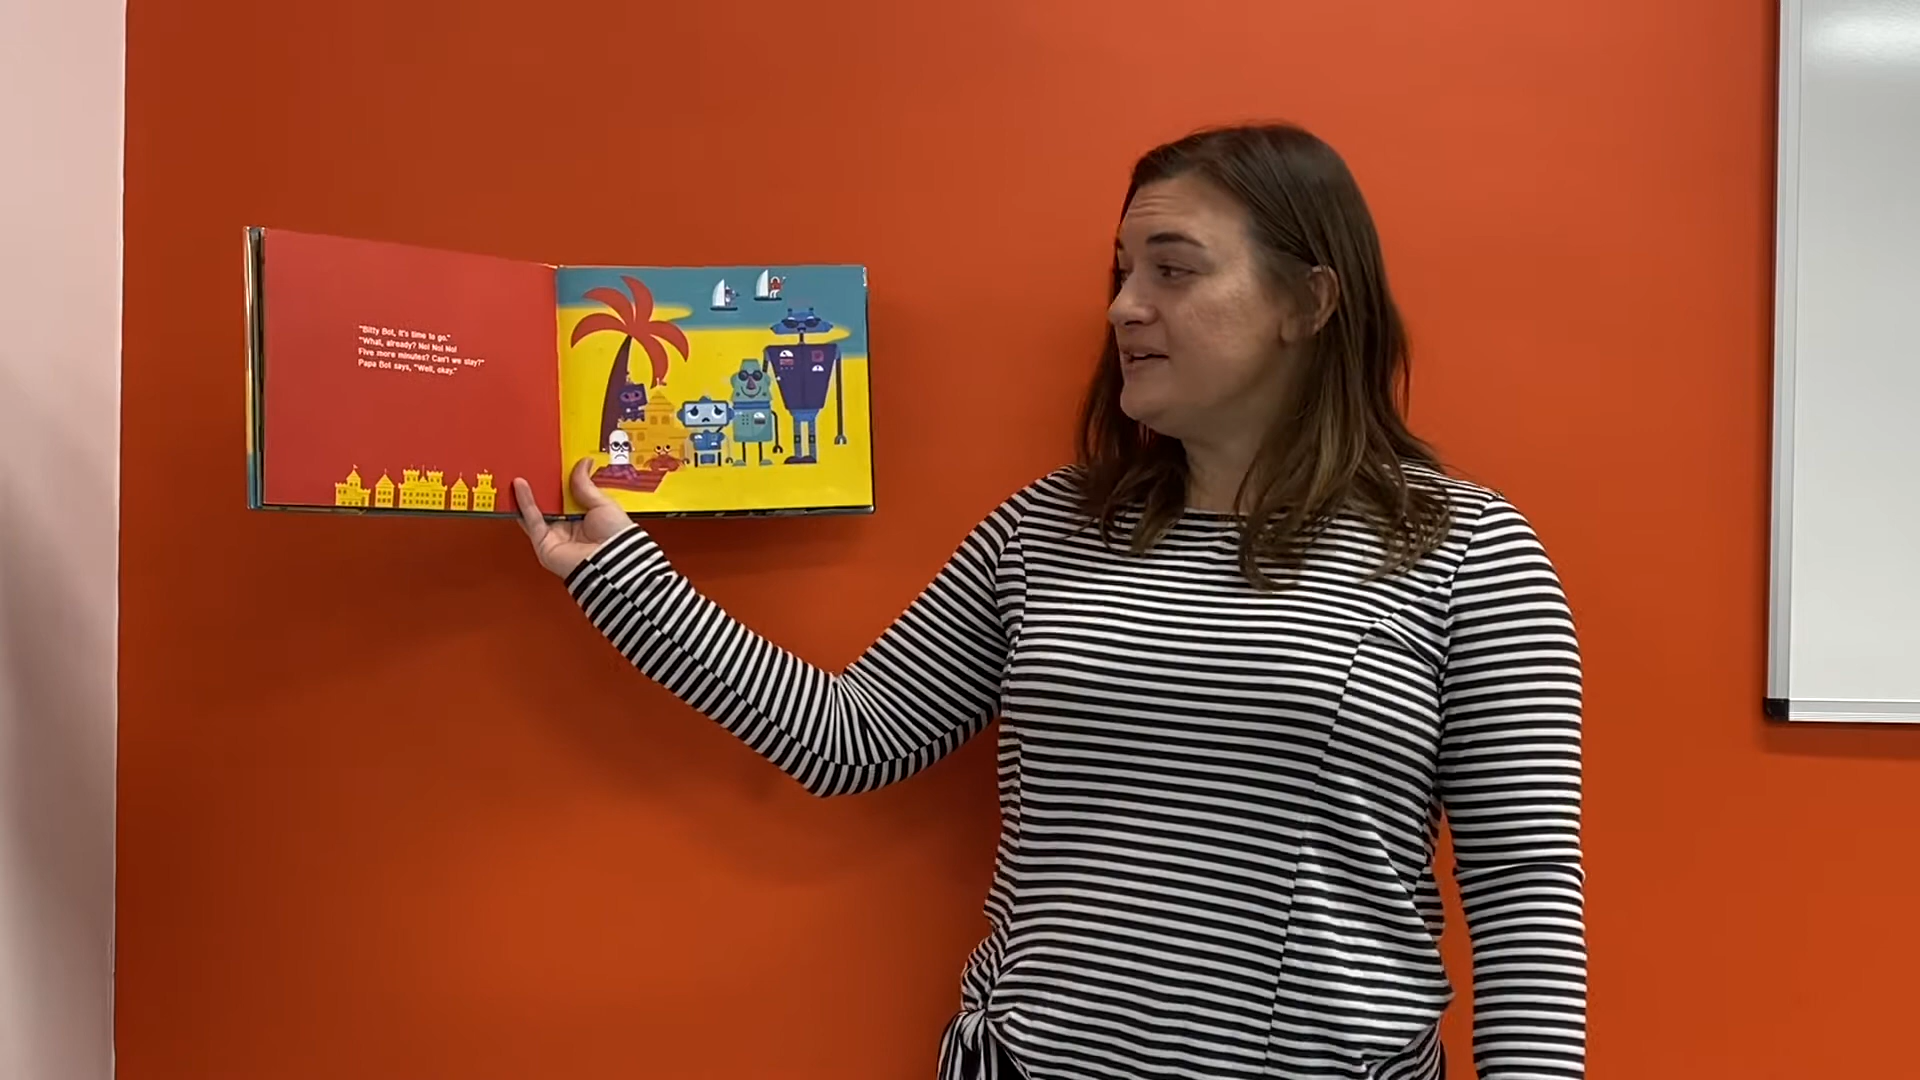 "Bitty Bot, it's time to go."
"What, already? No! No! No!
Five more minutes? Can't we stay?"
Papa Bot says, "Well, okay."